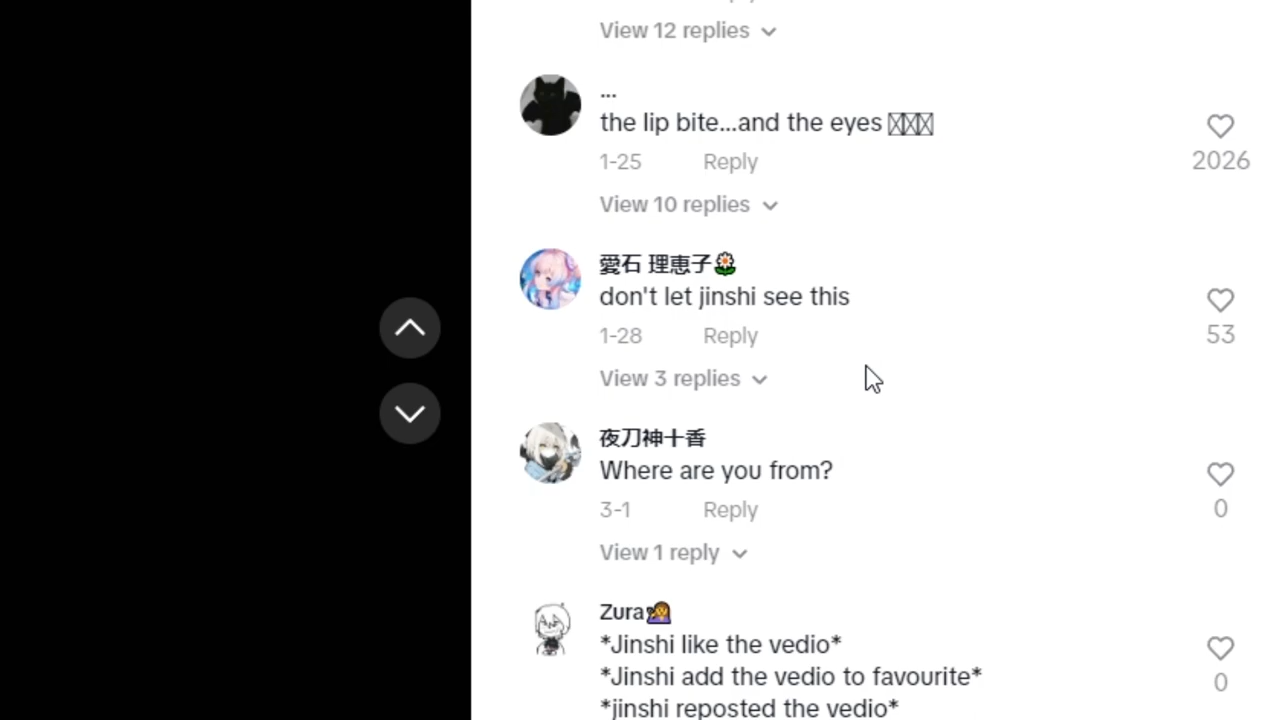 View 12 replies
...
the lip bite...and the eyes
2026
1-25 Reply
View 10 replies
愛石 理恵子
don't let jinshi see this
53
1-28 Reply
View 3 replies
夜刀神十香
Where are you from?
0
3-1 Reply
View 1 reply
Zura
*Jinshi like the vedio*
*Jinshi add the vedio to favourite*
0
*jinshi reposted the vedio*